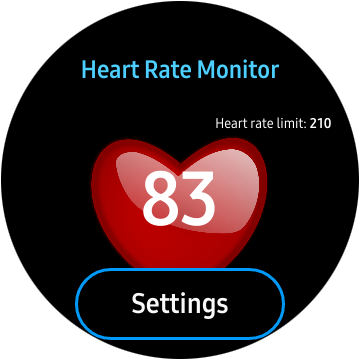 Heart Rate Monitor
Heart rate limit: 210
83
Settings